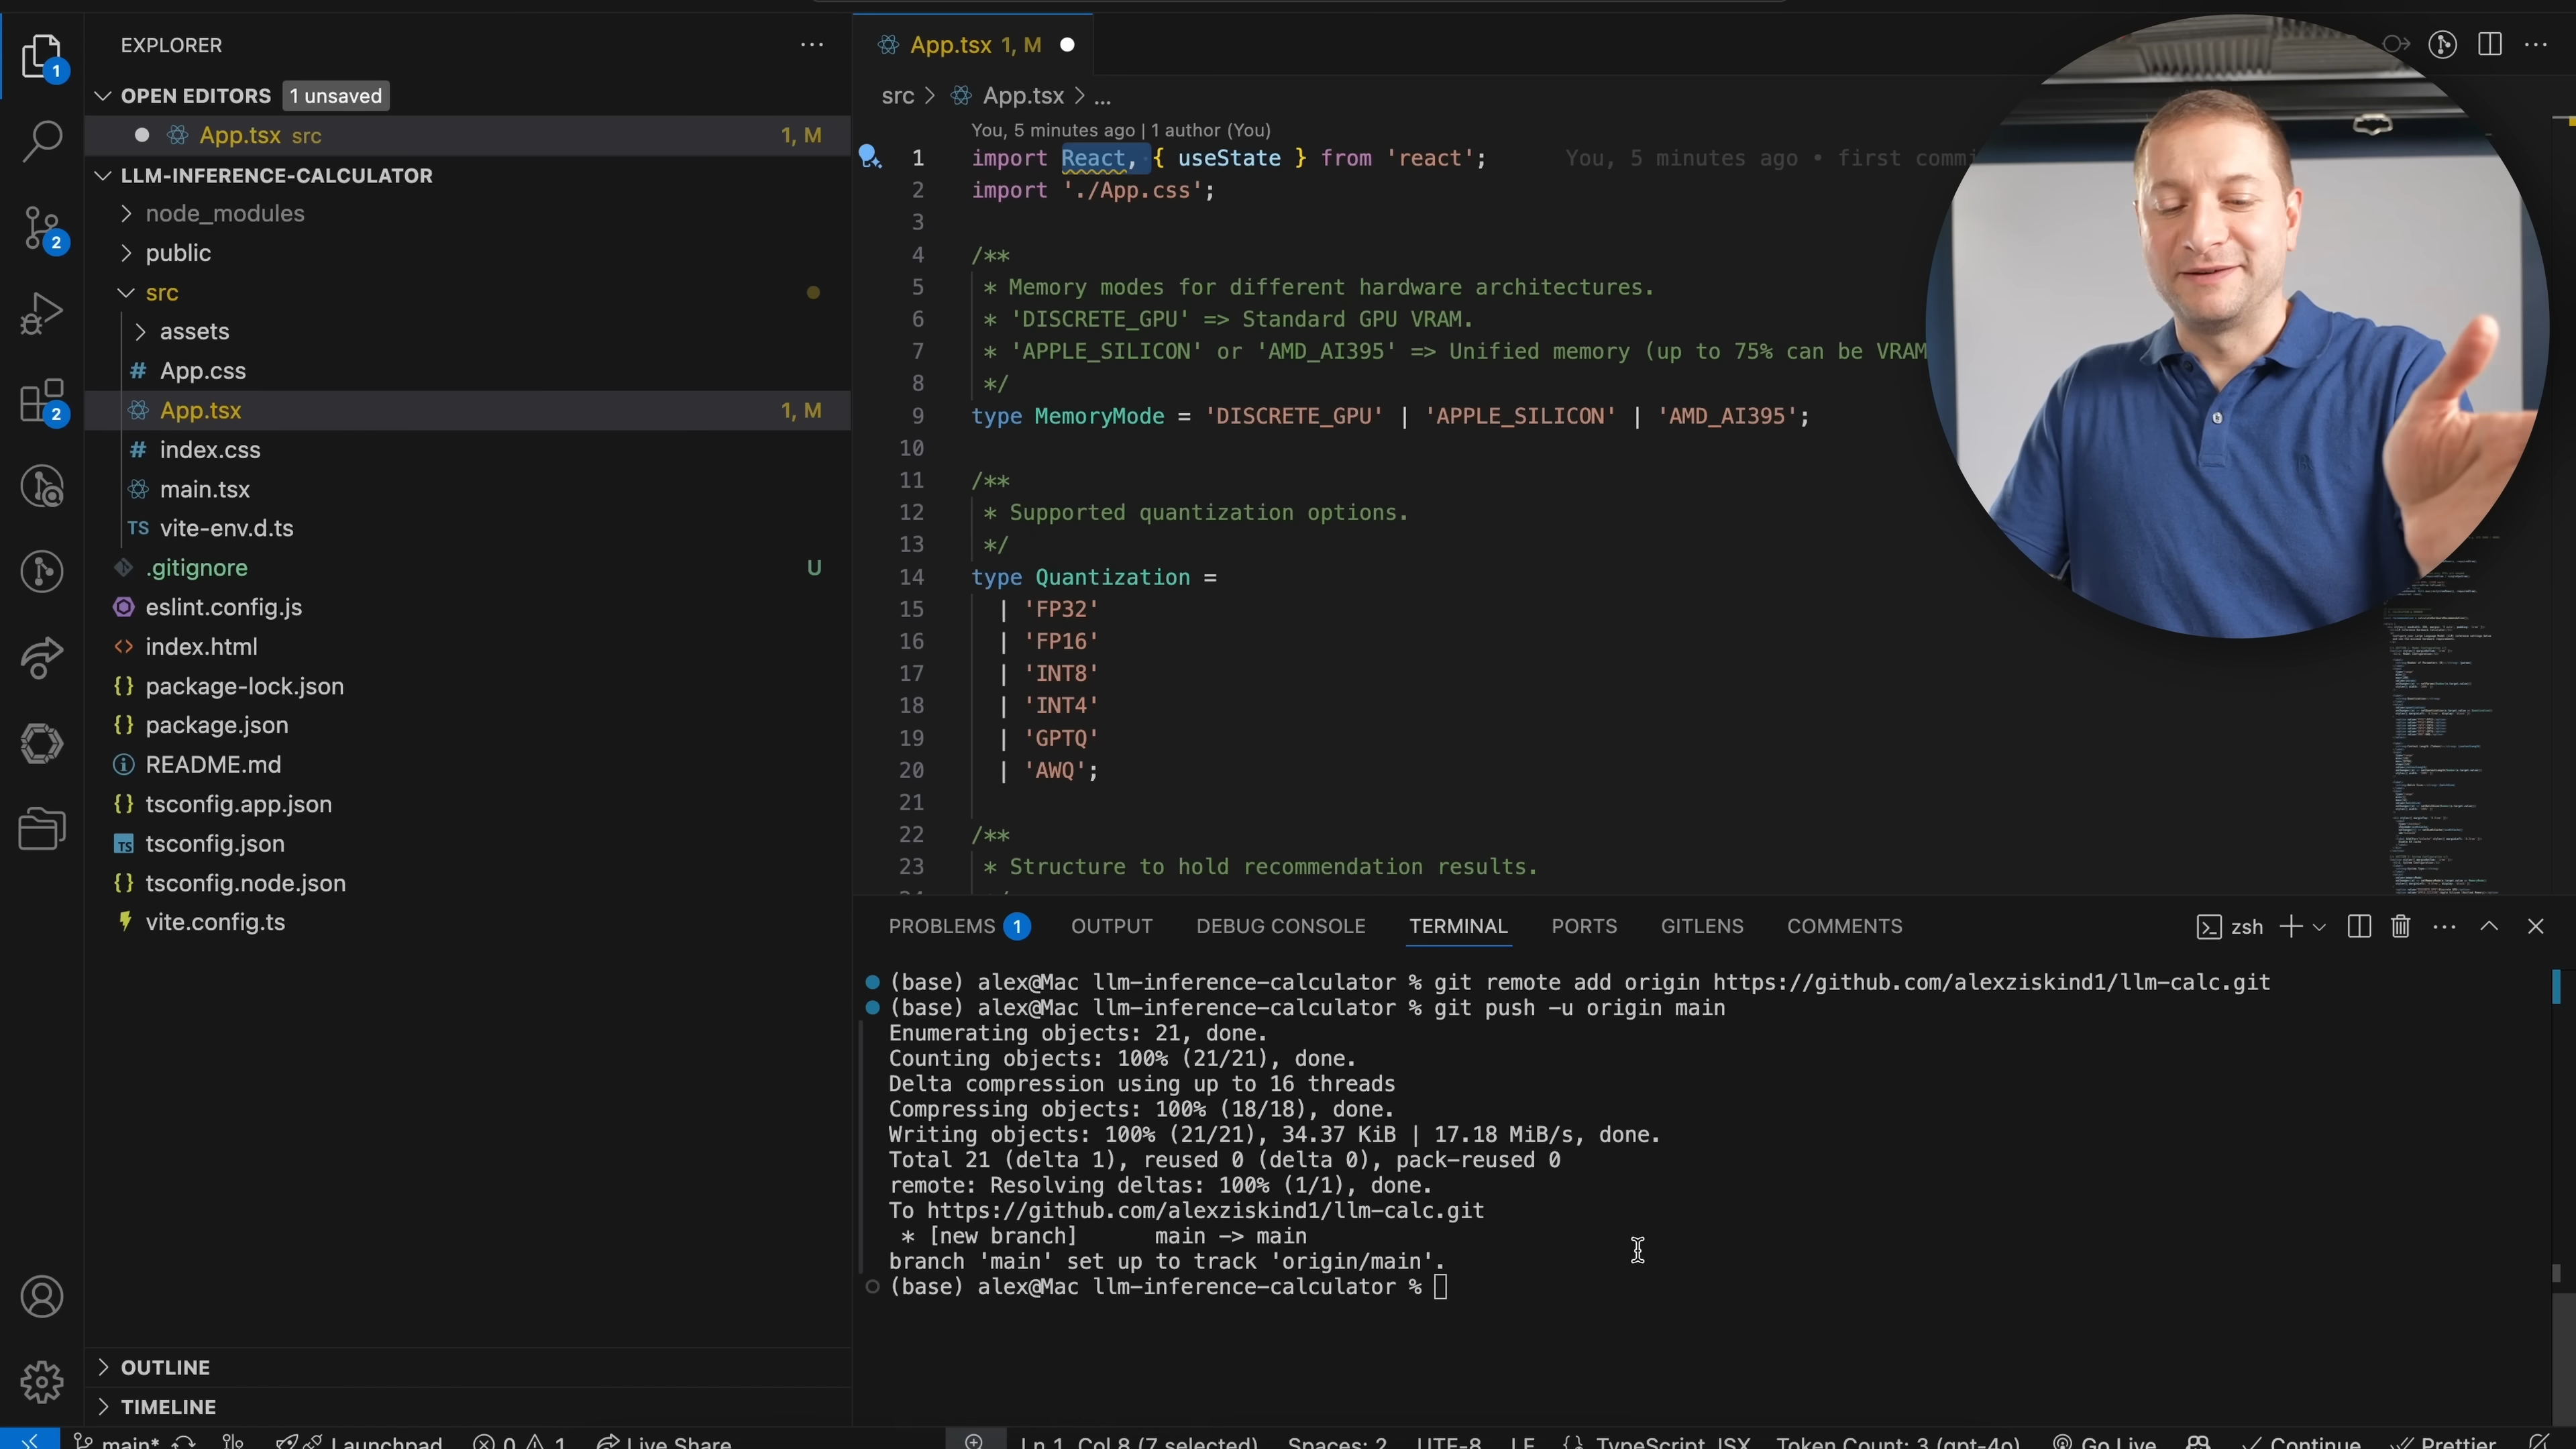 EXPLORER
OPEN EDITORS 1 unsaved
App.tsx src 1, M
LLM-INFERENCE-CALCULATOR
node_modules
public
src
assets
# App.css
App.tsx 1, M
# index.css
main.tsx
TS vite-env.d.ts
.gitignore U
eslint.config.js
<> index.html
{} package-lock.json
{} package.json
README.md
{} tsconfig.app.json
TS tsconfig.json
{} tsconfig.node.json
vite.config.ts
OUTLINE
TIMELINE
1
2
2
App.tsx 1, M
src > App.tsx > ...
You, 5 minutes ago | 1 author (You)
1 import React, { useState } from 'react'; You, 5 minutes ago • first
2 import './App.css';
3
4 /**
5 * Memory modes for different hardware architectures.
6 * 'DISCRETE_GPU' => Standard GPU VRAM.
7 * 'APPLE_SILICON' or 'AMD_AI395' => Unified memory (up to 75% can be VRAM
8 */
9 type MemoryMode = 'DISCRETE_GPU' | 'APPLE_SILICON' | 'AMD_AI395';
10
11 /**
12 * Supported quantization options.
13 */
14 type Quantization =
15 | 'FP32'
16 | 'FP16'
17 | 'INT8'
18 | 'INT4'
19 | 'GPTQ'
20 | 'AWQ';
21
22 /**
23 * Structure to hold recommendation results.
PROBLEMS 1 OUTPUT DEBUG CONSOLE TERMINAL PORTS GITLENS COMMENTS zsh
(base) alex@Mac llm-inference-calculator % git remote add origin https://github.com/alexziskind1/llm-calc.git
(base) alex@Mac llm-inference-calculator % git push -u origin main
Enumerating objects: 21, done.
Counting objects: 100% (21/21), done.
Delta compression using up to 16 threads
Compressing objects: 100% (18/18), done.
Writing objects: 100% (21/21), 34.37 KiB | 17.18 MiB/s, done.
Total 21 (delta 1), reused 0 (delta 0), pack-reused 0
remote: Resolving deltas: 100% (1/1), done.
To https://github.com/alexziskind1/llm-calc.git
* [new branch] main -> main
branch 'main' set up to track 'origin/main'.
(base) alex@Mac llm-inference-calculator %
main* Launchpad 0 1 Live Share Ln 1, Col 8 (7 selected) Spaces: 2 UTF-8 LF {} TypeScript JSX Token Count: 3 (gpt-4o) Go Live Continue Prettier